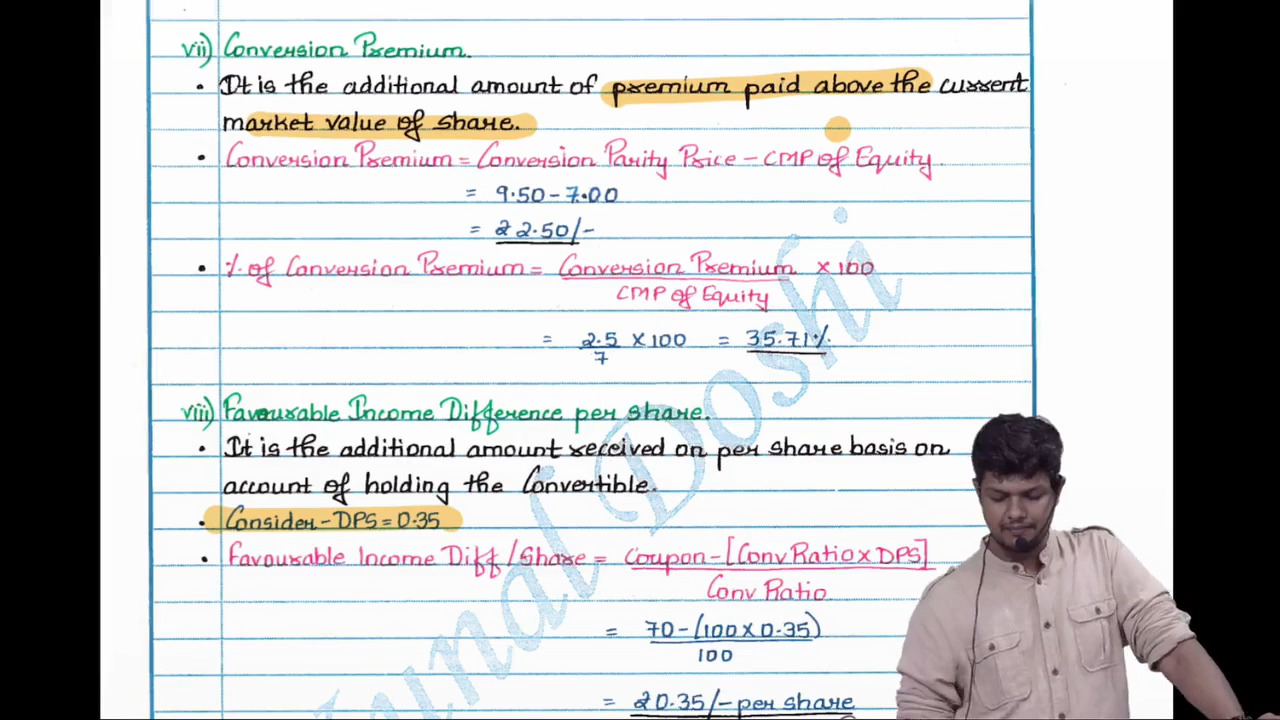 vii) Conversion Premium.
• It is the additional amount of premium paid above the current
market value of share.
• Conversion Premium = Conversion Parity Price - CMP of Equity.
= 9.50 - 7.00
= ₹ 2.50/-
• % of Conversion Premium = Conversion Premium × 100
CMP of Equity
= 2.5 × 100 = 35.71%
7
viii) Favourable Income Difference per share.
• It is the additional amount received on per share basis on
account of holding the Convertible.
• Consider - DPS = 0.35
• Favourable Income Diff/Share = Coupon - [Conv Ratio × DPS]
Conv Ratio
= 70 - (100 × 0.35)
100
= ₹ 0.35/- per share
unal Doshi